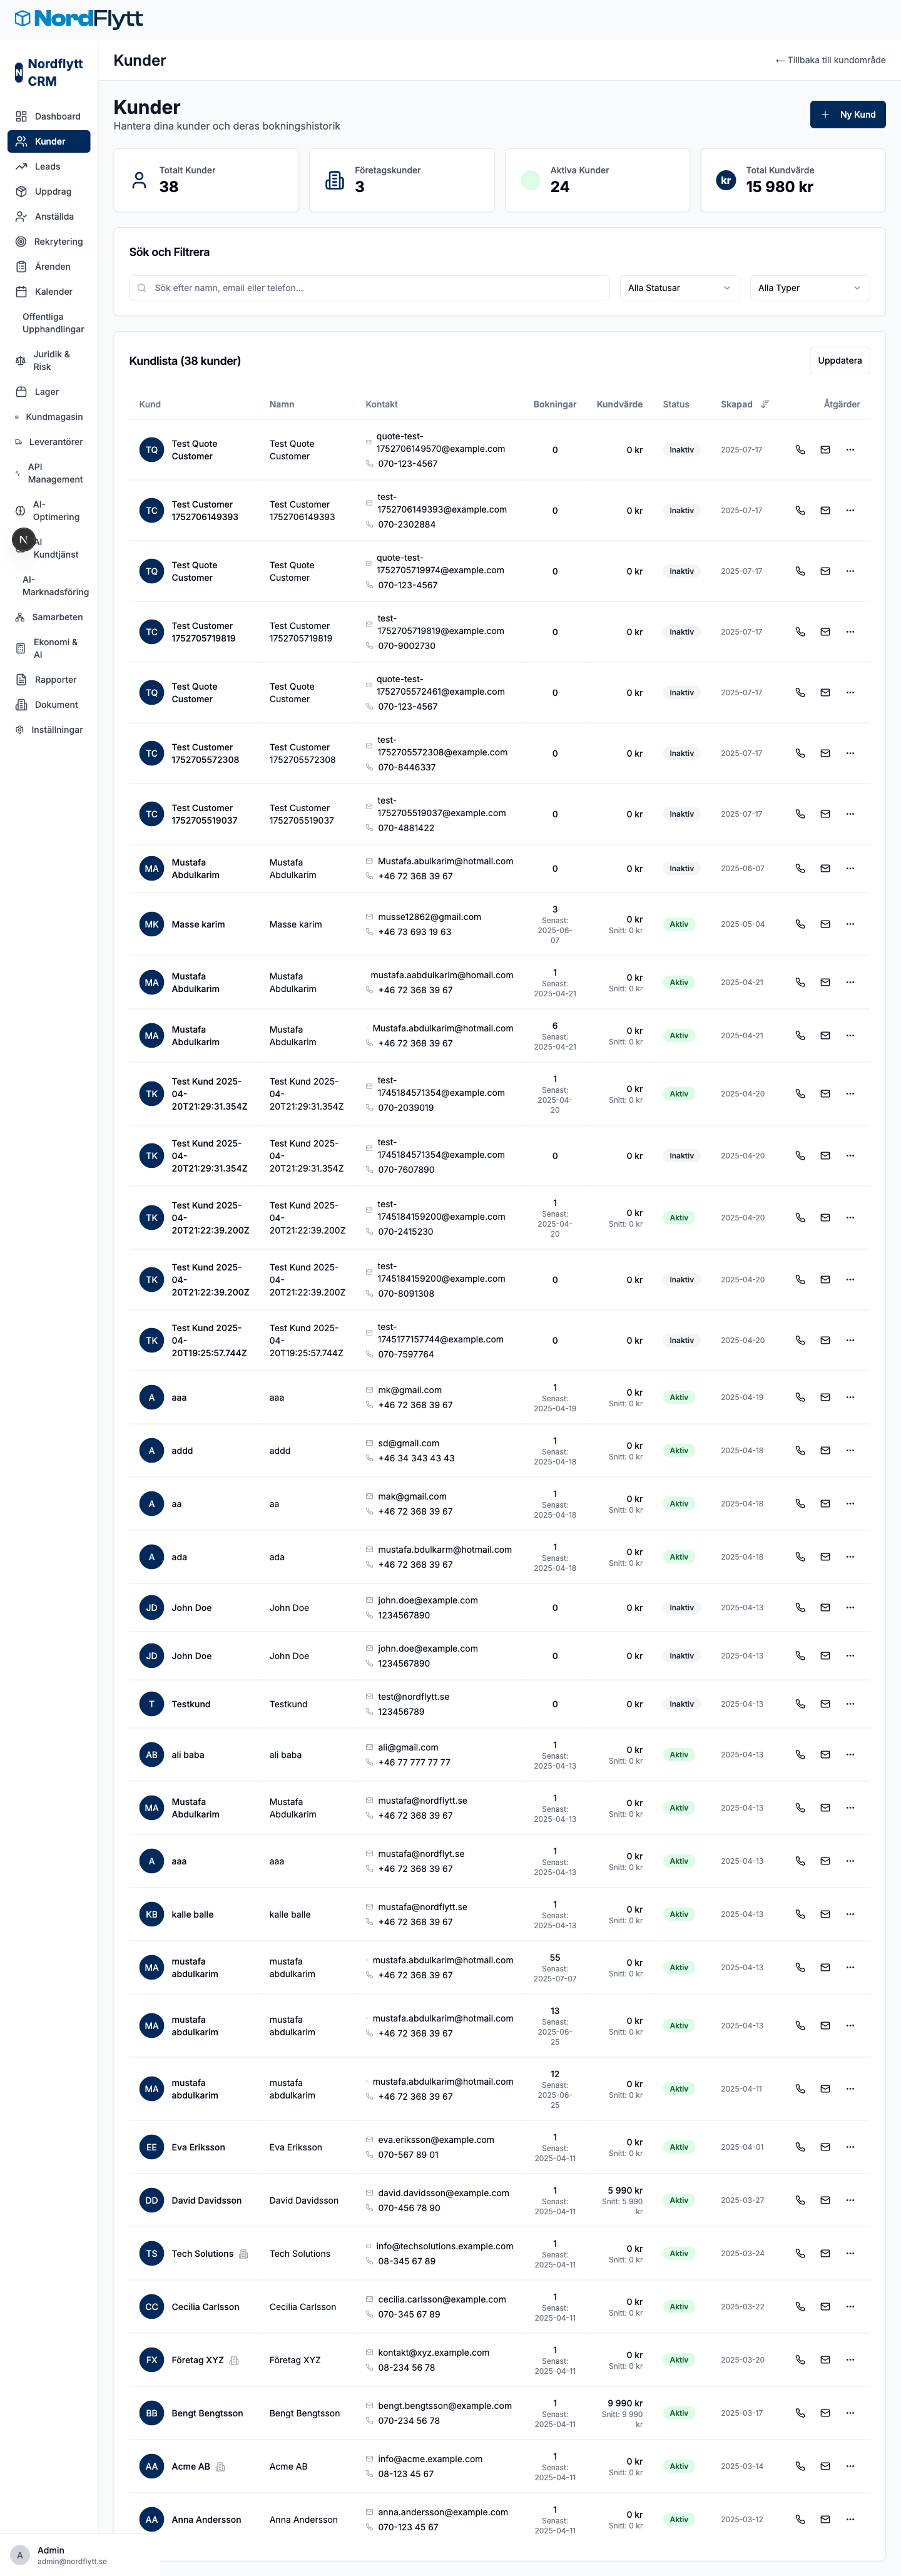 NordFlytt
N
Nordflytt
CRM
Dashboard
Kunder
Leads
Uppdrag
Anställda
Rekrytering
Ärenden
Kalender
Offentliga
Upphandlingar
Juridik &
Risk
Lager
Kundmagasin
Leverantörer
API
Management
AI-
Optimering
N
AI
Kundtjänst
AI-
Marknadsföring
Samarbeten
Ekonomi &
AI
Rapporter
Dokument
Inställningar
A
Admin
admin@nordflytt.se
Kunder
← Tillbaka till kundområde
Kunder
Hantera dina kunder och deras bokningshistorik
+ Ny Kund
Totalt Kunder
38
Företagskunder
3
Aktiva Kunder
24
kr
Total Kundvärde
15 980 kr
Sök och Filtrera
Sök efter namn, email eller telefon...
Alla Statusar
Alla Typer
Kundlista (38 kunder)
Uppdatera
Kund Namn Kontakt Bokningar Kundvärde Status Skapad Åtgärder
TQ Test Quote Customer Test Quote Customer quote-test-1752706149570@example.com 070-123-4567 0 0 kr Inaktiv 2025-07-17
TC Test Customer 1752706149393 Test Customer 1752706149393 test-1752706149393@example.com 070-2302884 0 0 kr Inaktiv 2025-07-17
TQ Test Quote Customer Test Quote Customer quote-test-1752705719974@example.com 070-123-4567 0 0 kr Inaktiv 2025-07-17
TC Test Customer 1752705719819 Test Customer 1752705719819 test-1752705719819@example.com 070-9002730 0 0 kr Inaktiv 2025-07-17
TQ Test Quote Customer Test Quote Customer quote-test-1752705572461@example.com 070-123-4567 0 0 kr Inaktiv 2025-07-17
TC Test Customer 1752705572308 Test Customer 1752705572308 test-1752705572308@example.com 070-8446337 0 0 kr Inaktiv 2025-07-17
TC Test Customer 1752705519037 Test Customer 1752705519037 test-1752705519037@example.com 070-4881422 0 0 kr Inaktiv 2025-07-17
MA Mustafa Abdulkarim Mustafa Abdulkarim Mustafa.abulkarim@hotmail.com +46 72 368 39 67 0 0 kr Inaktiv 2025-06-07
MK Masse karim Masse karim musse12862@gmail.com +46 73 693 19 63 3 Senast: 2025-06-07 0 kr Snitt: 0 kr Aktiv 2025-05-04
MA Mustafa Abdulkarim Mustafa Abdulkarim mustafa.aabdulkarim@homail.com +46 72 368 39 67 1 Senast: 2025-04-21 0 kr Snitt: 0 kr Aktiv 2025-04-21
MA Mustafa Abdulkarim Mustafa Abdulkarim Mustafa.abdulkarim@hotmail.com +46 72 368 39 67 6 Senast: 2025-04-21 0 kr Snitt: 0 kr Aktiv 2025-04-21
TK Test Kund 2025-04-20T21:29:31.354Z Test Kund 2025-04-20T21:29:31.354Z test-1745184571354@example.com 070-2039019 1 Senast: 2025-04-20 0 kr Snitt: 0 kr Aktiv 2025-04-20
TK Test Kund 2025-04-20T21:29:31.354Z Test Kund 2025-04-20T21:29:31.354Z test-1745184571354@example.com 070-7607890 0 0 kr Inaktiv 2025-04-20
TK Test Kund 2025-04-20T21:22:39.200Z Test Kund 2025-04-20T21:22:39.200Z test-1745184159200@example.com 070-2415230 1 Senast: 2025-04-20 0 kr Snitt: 0 kr Aktiv 2025-04-20
TK Test Kund 2025-04-20T21:22:39.200Z Test Kund 2025-04-20T21:22:39.200Z test-1745184159200@example.com 070-8091308 0 0 kr Inaktiv 2025-04-20
TK Test Kund 2025-04-20T19:25:57.744Z Test Kund 2025-04-20T19:25:57.744Z test-1745177157744@example.com 070-7597764 0 0 kr Inaktiv 2025-04-20
A aaa aaa mk@gmail.com +46 72 368 39 67 1 Senast: 2025-04-19 0 kr Snitt: 0 kr Aktiv 2025-04-19
A addd addd sd@gmail.com +46 34 343 43 43 1 Senast: 2025-04-18 0 kr Snitt: 0 kr Aktiv 2025-04-18
A aa aa mak@gmail.com +46 72 368 39 67 1 Senast: 2025-04-18 0 kr Snitt: 0 kr Aktiv 2025-04-18
A ada ada mustafa.bdulkarm@hotmail.com +46 72 368 39 67 1 Senast: 2025-04-18 0 kr Snitt: 0 kr Aktiv 2025-04-18
JD John Doe John Doe john.doe@example.com 1234567890 0 0 kr Inaktiv 2025-04-13
JD John Doe John Doe john.doe@example.com 1234567890 0 0 kr Inaktiv 2025-04-13
T Testkund Testkund test@nordflytt.se 123456789 0 0 kr Inaktiv 2025-04-13
AB ali baba ali baba ali@gmail.com +46 77 777 77 77 1 Senast: 2025-04-13 0 kr Snitt: 0 kr Aktiv 2025-04-13
MA Mustafa Abdulkarim Mustafa Abdulkarim mustafa@nordflytt.se +46 72 368 39 67 1 Senast: 2025-04-13 0 kr Snitt: 0 kr Aktiv 2025-04-13
A aaa aaa mustafa@nordflyt.se +46 72 368 39 67 1 Senast: 2025-04-13 0 kr Snitt: 0 kr Aktiv 2025-04-13
KB kalle balle kalle balle mustafa@nordflytt.se +46 72 368 39 67 1 Senast: 2025-04-13 0 kr Snitt: 0 kr Aktiv 2025-04-13
MA mustafa abdulkarim mustafa abdulkarim mustafa.abdulkarim@hotmail.com +46 72 368 39 67 55 Senast: 2025-07-07 0 kr Snitt: 0 kr Aktiv 2025-04-13
MA mustafa abdulkarim mustafa abdulkarim mustafa.abdulkarim@hotmail.com +46 72 368 39 67 13 Senast: 2025-06-25 0 kr Snitt: 0 kr Aktiv 2025-04-13
MA mustafa abdulkarim mustafa abdulkarim mustafa.abdulkarim@hotmail.com +46 72 368 39 67 12 Senast: 2025-06-25 0 kr Snitt: 0 kr Aktiv 2025-04-11
EE Eva Eriksson Eva Eriksson eva.eriksson@example.com 070-567 89 01 1 Senast: 2025-04-11 0 kr Snitt: 0 kr Aktiv 2025-04-01
DD David Davidsson David Davidsson david.davidsson@example.com 070-456 78 90 1 Senast: 2025-04-11 5 990 kr Snitt: 5 990 kr Aktiv 2025-03-27
TS Tech Solutions Tech Solutions info@techsolutions.example.com 08-345 67 89 1 Senast: 2025-04-11 0 kr Snitt: 0 kr Aktiv 2025-03-24
CC Cecilia Carlsson Cecilia Carlsson cecilia.carlsson@example.com 070-345 67 89 1 Senast: 2025-04-11 0 kr Snitt: 0 kr Aktiv 2025-03-22
FX Företag XYZ Företag XYZ kontakt@xyz.example.com 08-234 56 78 1 Senast: 2025-04-11 0 kr Snitt: 0 kr Aktiv 2025-03-20
BB Bengt Bengtsson Bengt Bengtsson bengt.bengtsson@example.com 070-234 56 78 1 Senast: 2025-04-11 9 990 kr Snitt: 9 990 kr Aktiv 2025-03-17
AA Acme AB Acme AB info@acme.example.com 08-123 45 67 1 Senast: 2025-04-11 0 kr Snitt: 0 kr Aktiv 2025-03-14
AA Anna Andersson Anna Andersson anna.andersson@example.com 070-123 45 67 1 Senast: 2025-04-11 0 kr Snitt: 0 kr Aktiv 2025-03-12